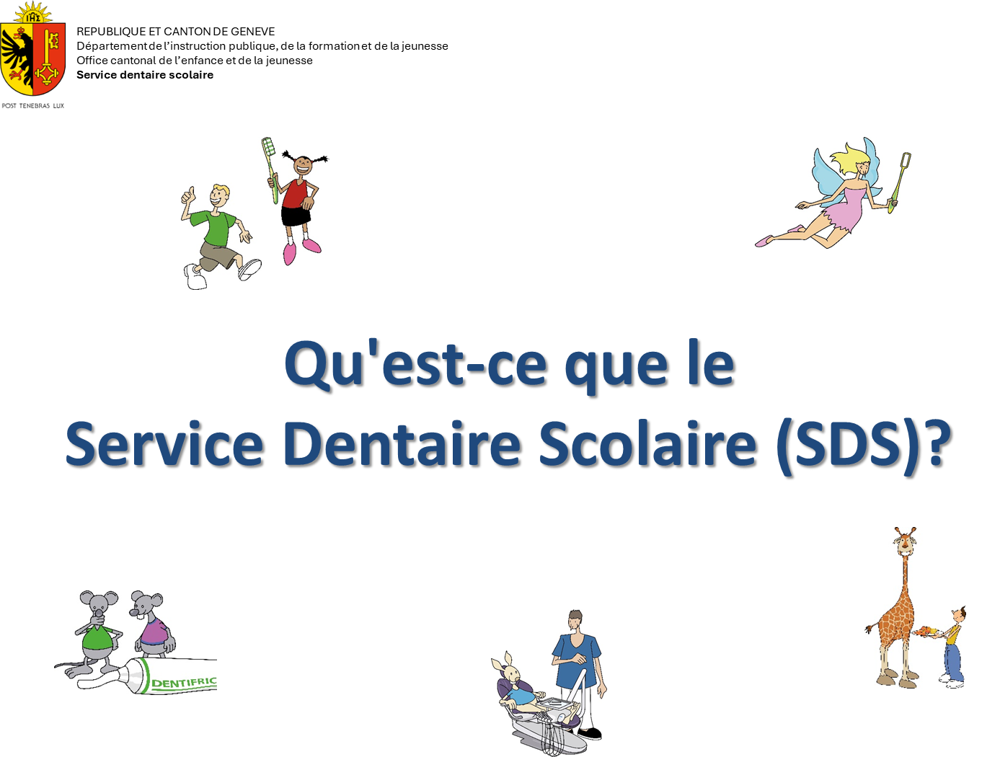 REPUBLIQUE ET CANTON DE GENEVE
Département de l’instruction publique, de la formation et de la jeunesse
Office cantonal de l’enfance et de la jeunesse
Service dentaire scolaire
POST TENEBRAS LUX
Qu'est-ce que le
Service Dentaire Scolaire (SDS)?
DENTIFRIC